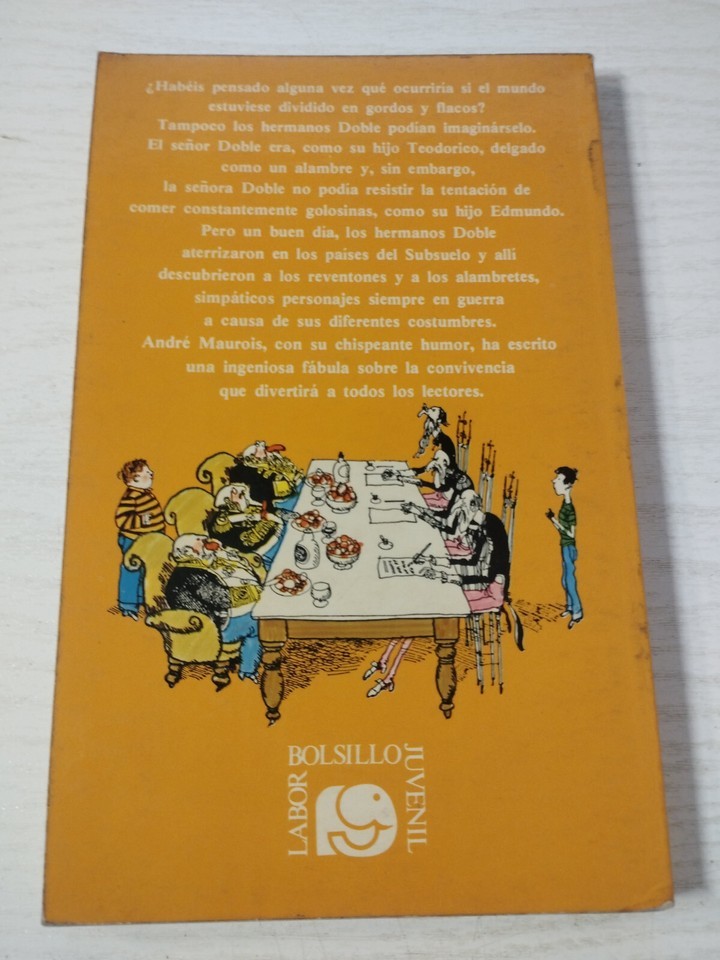 ¿Habéis pensado alguna vez qué ocurriría si el mundo
estuviese dividido en gordos y flacos?
Tampoco los hermanos Doble podían imaginárselo.
El señor Doble era, como su hijo Teodorico, delgado
como un alambre y, sin embargo,
la señora Doble no podía resistir la tentación de
comer constantemente golosinas, como su hijo Edmundo.
Pero un buen día, los hermanos Doble
aterrizaron en los países del Subsuelo y allí
descubrieron a los reventones y a los alambretes,
simpáticos personajes siempre en guerra
a causa de sus diferentes costumbres.
André Maurois, con su chispeante humor, ha escrito
una ingeniosa fábula sobre la convivencia
que divertirá a todos los lectores.
LABOR
BOLSILLO
JUVENIL